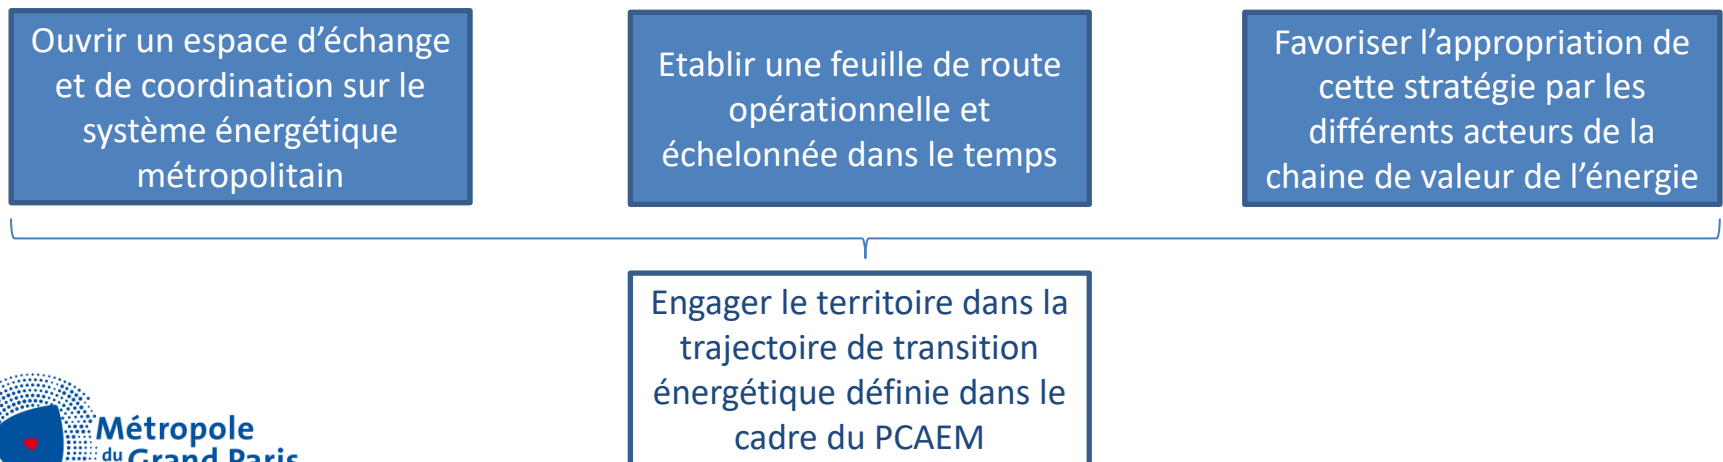 Ouvrir un espace d’échange
et de coordination sur le
système énergétique
métropolitain
Etablir une feuille de route
opérationnelle et
échelonnée dans le temps
Favoriser l’appropriation de
cette stratégie par les
différents acteurs de la
chaine de valeur de l’énergie
Engager le territoire dans la
trajectoire de transition
énergétique définie dans le
cadre du PCAEM
Métropole
du Grand Paris